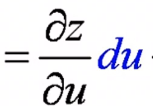 = ∂z/∂u du